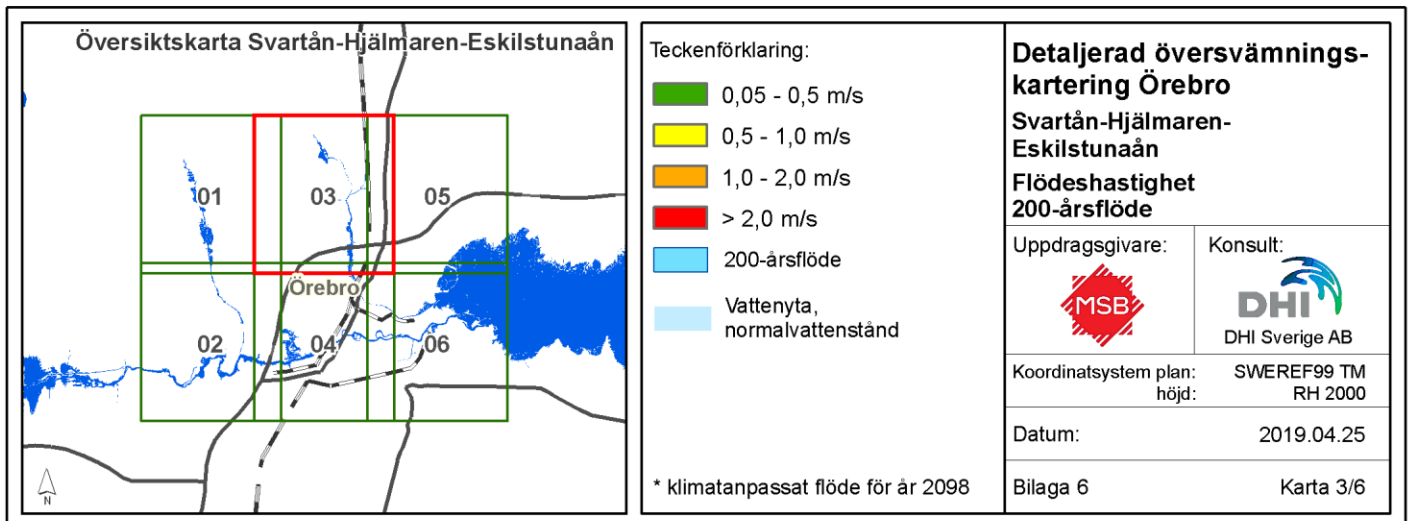 Översiktskarta Svartån-Hjälmaren-Eskilstunaån
01
03
05
Örebro
02
04
06
N
Teckenförklaring:
0,05 - 0,5 m/s
0,5 - 1,0 m/s
1,0 - 2,0 m/s
> 2,0 m/s
200-årsflöde
Vattenyta,
normalvattenstånd
* klimatanpassat flöde för år 2098
Detaljerad översvämnings-
kartering Örebro
Svartån-Hjälmaren-
Eskilstunaån
Flödeshastighet
200-årsflöde
Uppdragsgivare:
MSB
Konsult:
DHI
DHI Sverige AB
Koordinatsystem plan: SWEREF99 TM
höjd: RH 2000
Datum: 2019.04.25
Bilaga 6 Karta 3/6